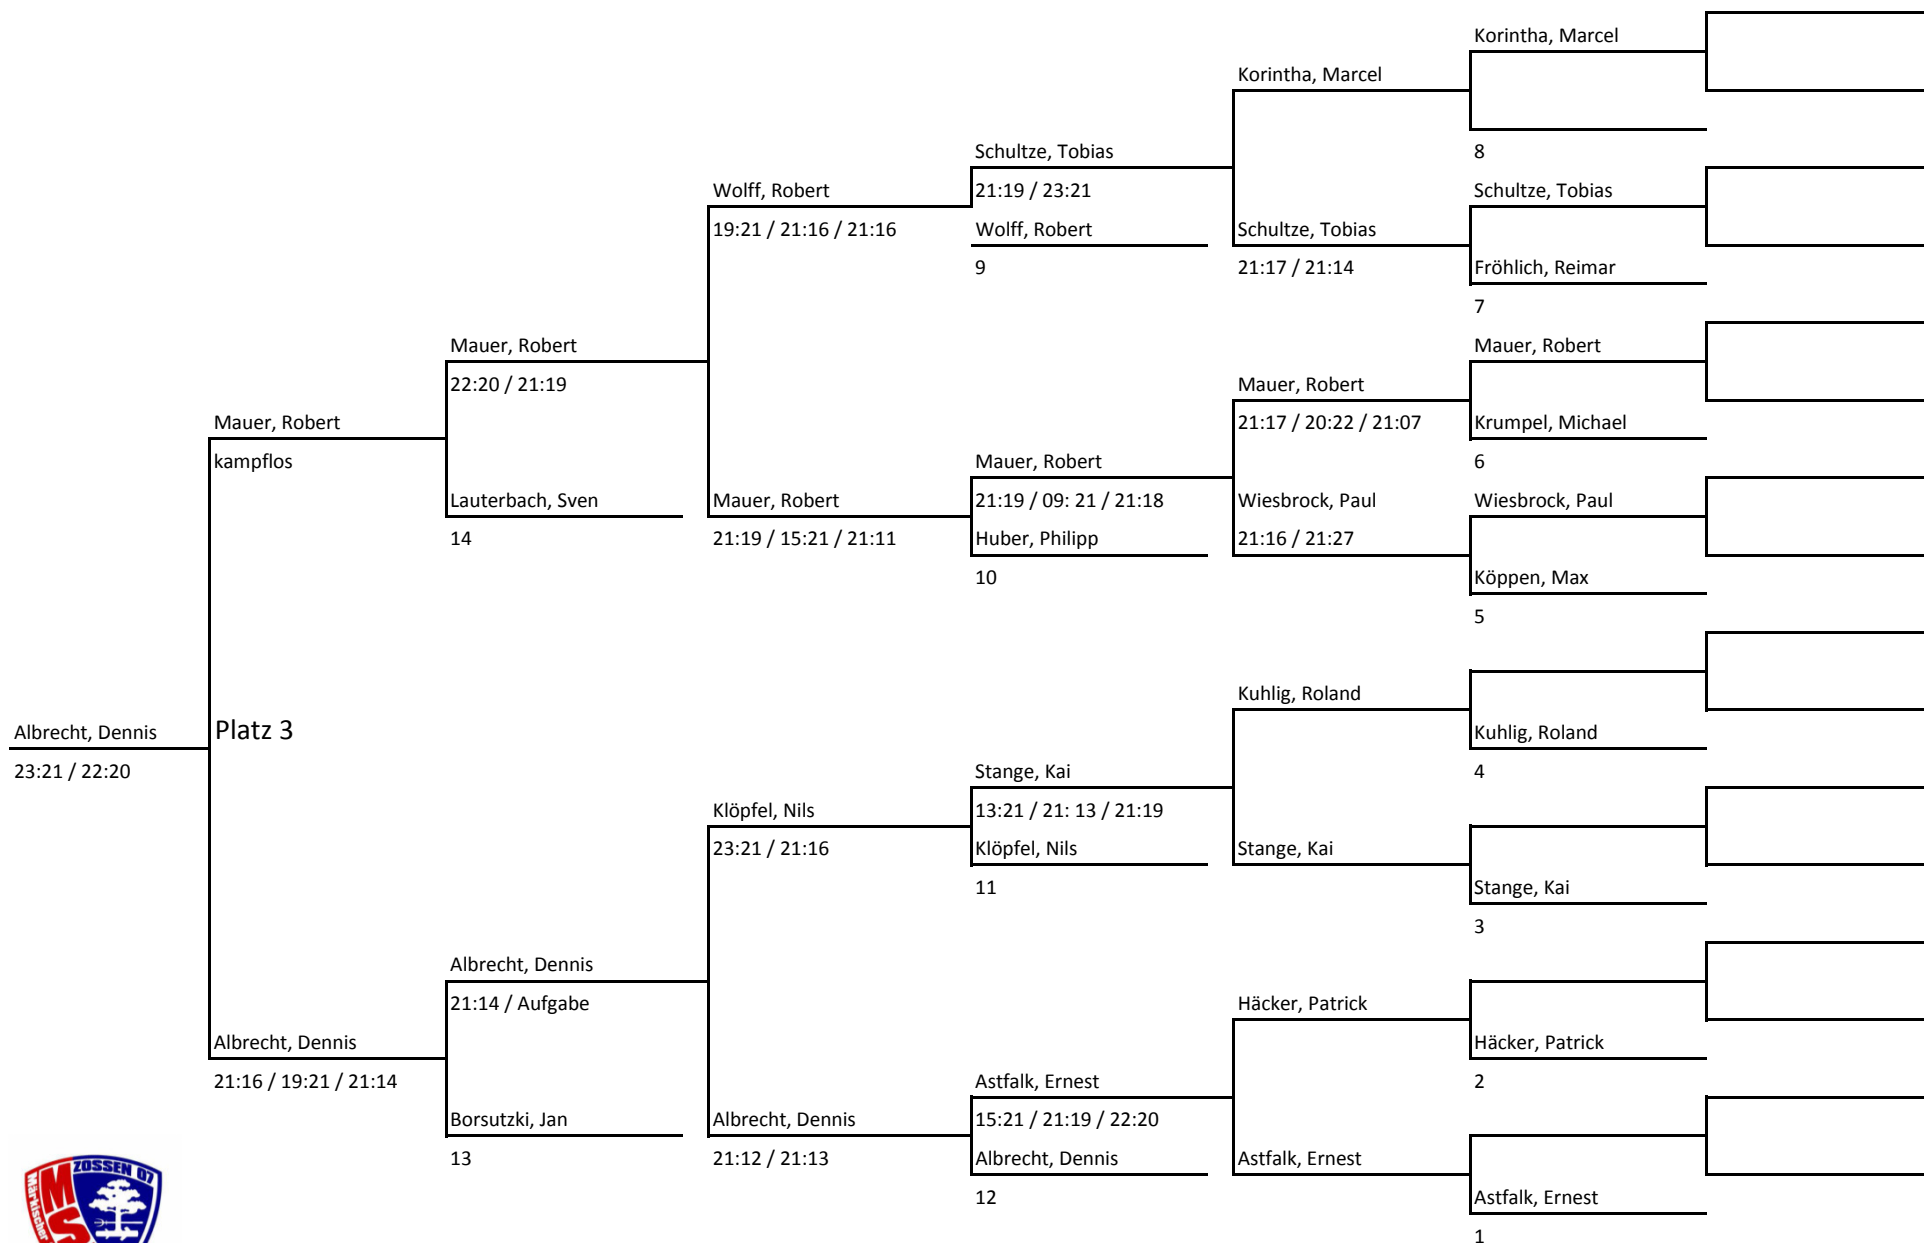 Korintha, Marcel
Korintha, Marcel
Schultze, Tobias
8
Wolff, Robert
21:19 / 23:21
Schultze, Tobias
19:21 / 21:16 / 21:16
Wolff, Robert
Schultze, Tobias
9
21:17 / 21:14
Fröhlich, Reimar
7
Mauer, Robert
Mauer, Robert
22:20 / 21:19
Mauer, Robert
Mauer, Robert
21:17 / 20:22 / 21:07
Krumpel, Michael
kampflos
Mauer, Robert
6
Lauterbach, Sven
Mauer, Robert
21:19 / 09: 21 / 21:18
Wiesbrock, Paul
Wiesbrock, Paul
14
21:19 / 15:21 / 21:11
Huber, Philipp
21:16 / 21:27
10
Köppen, Max
5
Kuhlig, Roland
Albrecht, Dennis
Platz 3
Kuhlig, Roland
23:21 / 22:20
Stange, Kai
4
Klöpfel, Nils
13:21 / 21: 13 / 21:19
23:21 / 21:16
Klöpfel, Nils
Stange, Kai
11
Stange, Kai
3
Albrecht, Dennis
21:14 / Aufgabe
Häcker, Patrick
Albrecht, Dennis
Häcker, Patrick
21:16 / 19:21 / 21:14
Astfalk, Ernest
2
Borsutzki, Jan
Albrecht, Dennis
15:21 / 21:19 / 22:20
13
21:12 / 21:13
Albrecht, Dennis
Astfalk, Ernest
12
Astfalk, Ernest
1
ZOSSEN 07
Märkischer
MS